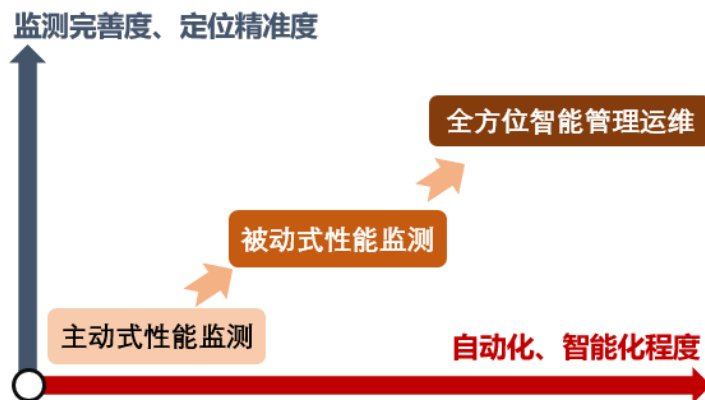 监测完善度、定位精准度
全方位智能管理运维
被动式性能监测
主动式性能监测
自动化、智能化程度